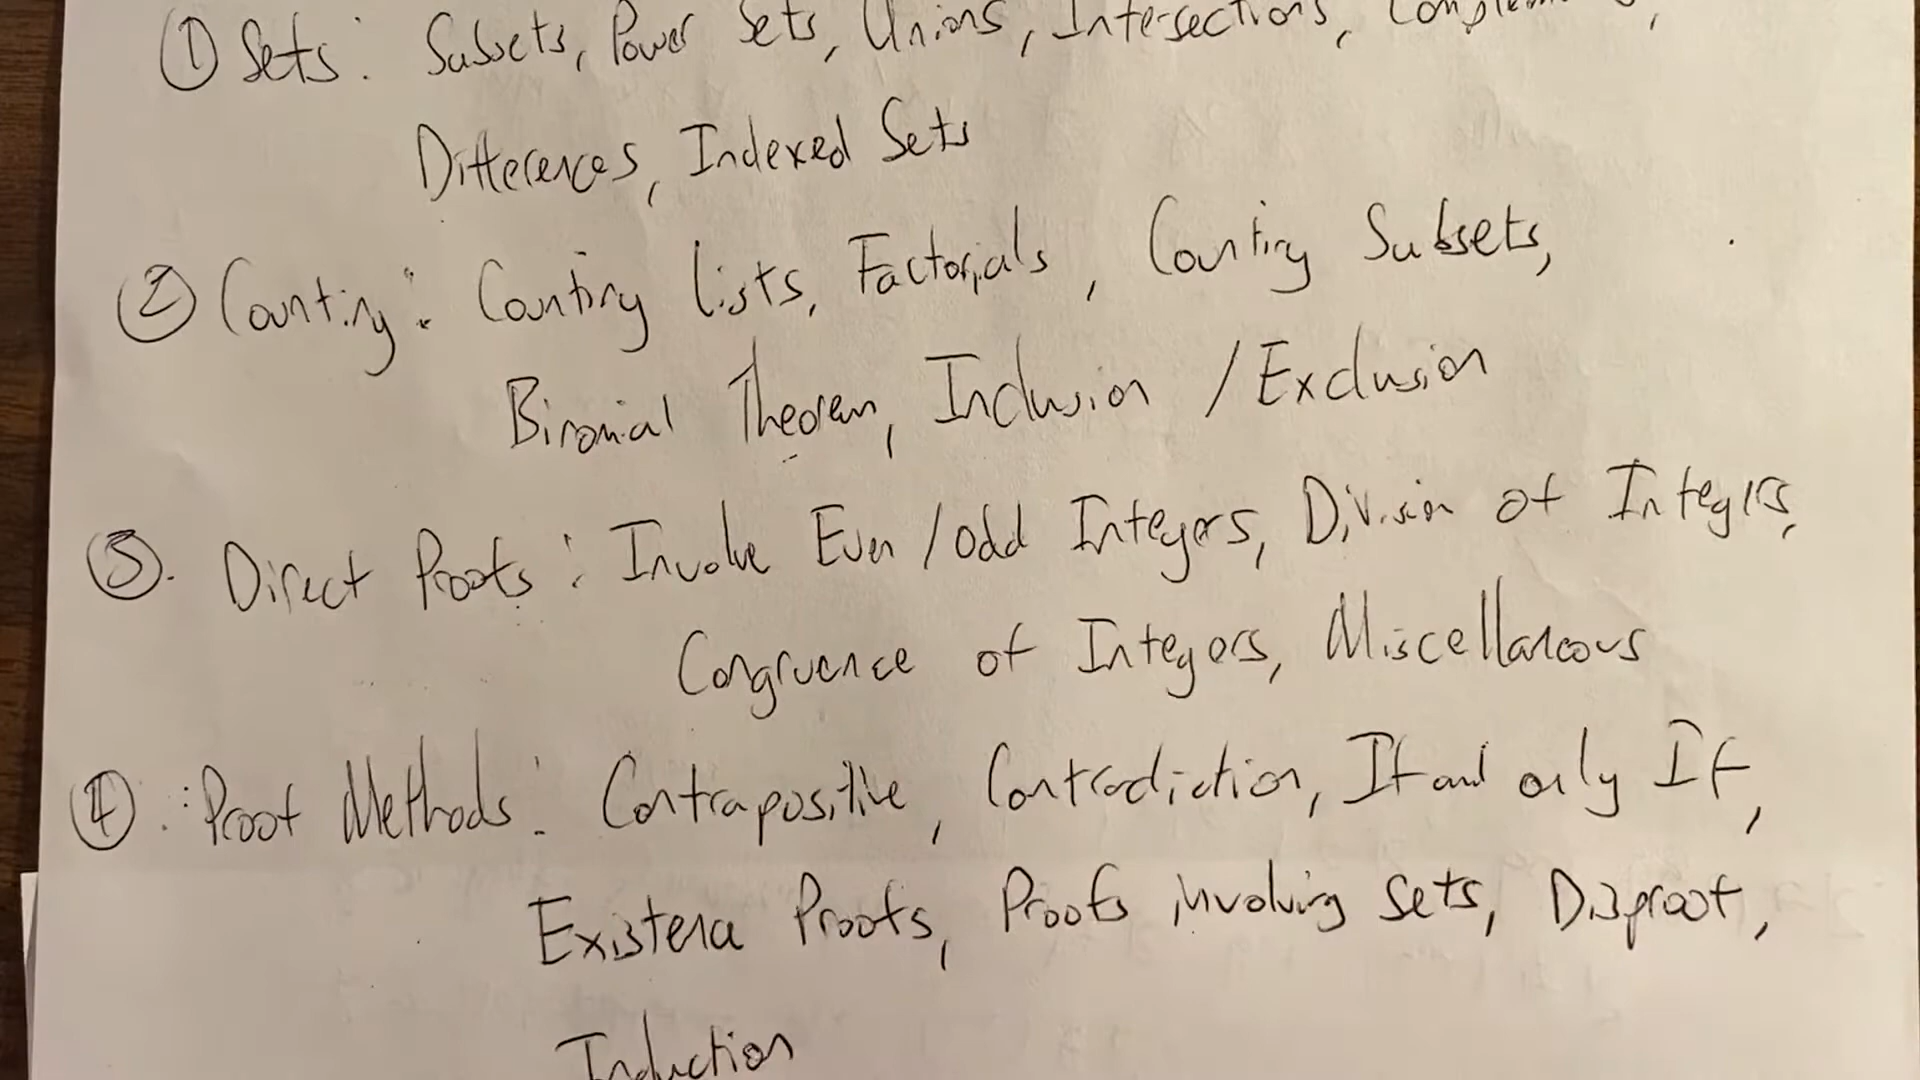 ① Sets: Subsets, Power Sets, Unions, Intersections,
Differences, Indexed Sets
② Counting: Counting Lists, Factorials, Counting Subsets,
Binomial Theorem, Inclusion / Exclusion
③. Direct Proofs: Involve Even / Odd Integers, Division of Integers,
Congruence of Integers, Miscellaneous
④ : Proof Methods: Contrapositive, Contradiction, If and only If,
Existence Proofs, Proofs involving Sets, Disproof,
Induction